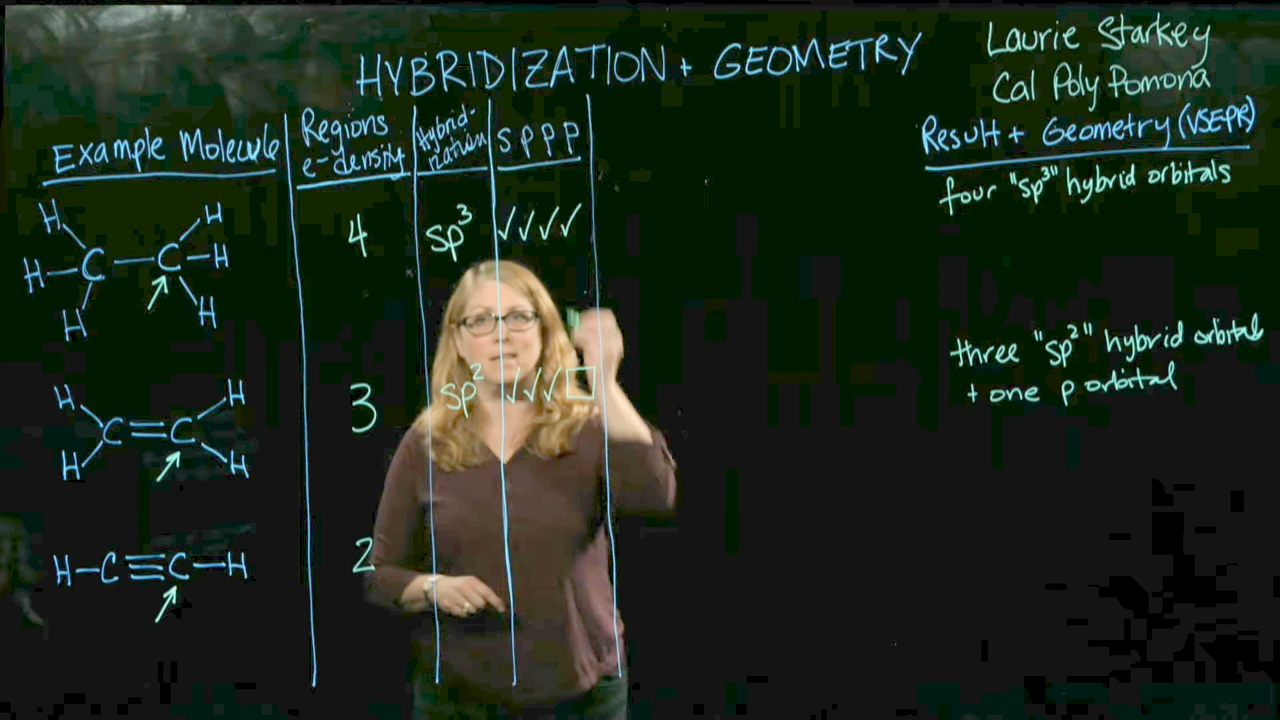 HYBRIDIZATION + GEOMETRY
Laurie Starkey
Cal Poly Pomona
Example Molecule
Regions
e-density
Hybrid-
ization
S P P P
Result + Geometry (VSEPR)
H H
H—C—C—H
H H
4
sp³
✓✓✓✓
four "sp³" hybrid orbitals
H H
C=C
H H
3
sp²
✓✓✓□
three "sp²" hybrid orbital
+ one p orbital
H—C≡C—H
2